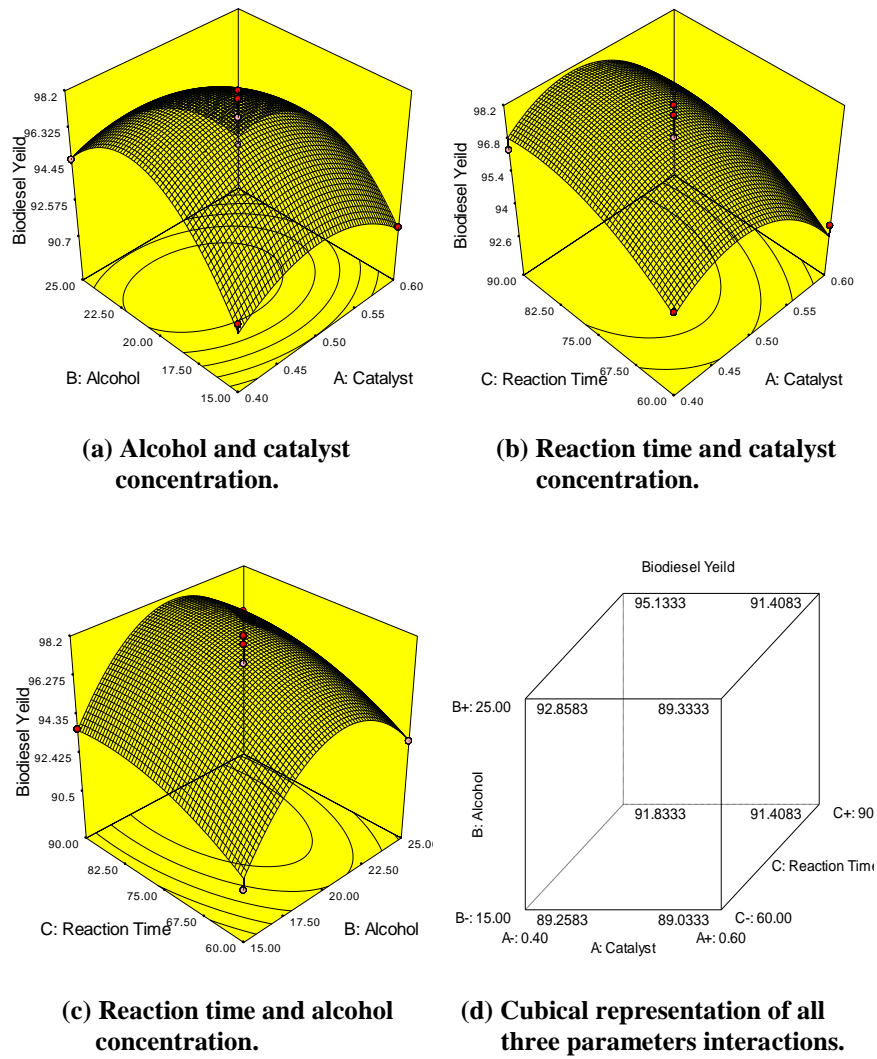 98.2
96.325
94.45
92.575
90.7
Biodiesel Yeild
25.00
22.50
20.00
17.50
15.00
B: Alcohol
0.60
0.55
0.50
0.45
0.40
A: Catalyst
(a) Alcohol and catalyst
concentration.
98.2
96.8
95.4
94
92.6
Biodiesel Yeild
90.00
82.50
75.00
67.50
60.00
C: Reaction Time
0.60
0.55
0.50
0.45
0.40
A: Catalyst
(b) Reaction time and catalyst
concentration.
98.2
96.275
94.35
92.425
90.5
Biodiesel Yeild
90.00
82.50
75.00
67.50
60.00
C: Reaction Time
25.0
22.50
20.00
17.50
15.00
B: Alcohol
(c) Reaction time and alcohol
concentration.
Biodiesel Yeild
95.1333 91.4083
B+: 25.00 92.8583 89.3333
B: Alcohol
91.8333 91.4083 C+: 90
C: Reaction Time
B-: 15.00 89.2583 89.0333 C-: 60.00
A-: 0.40 A+: 0.60
A: Catalyst
(d) Cubical representation of all
three parameters interactions.